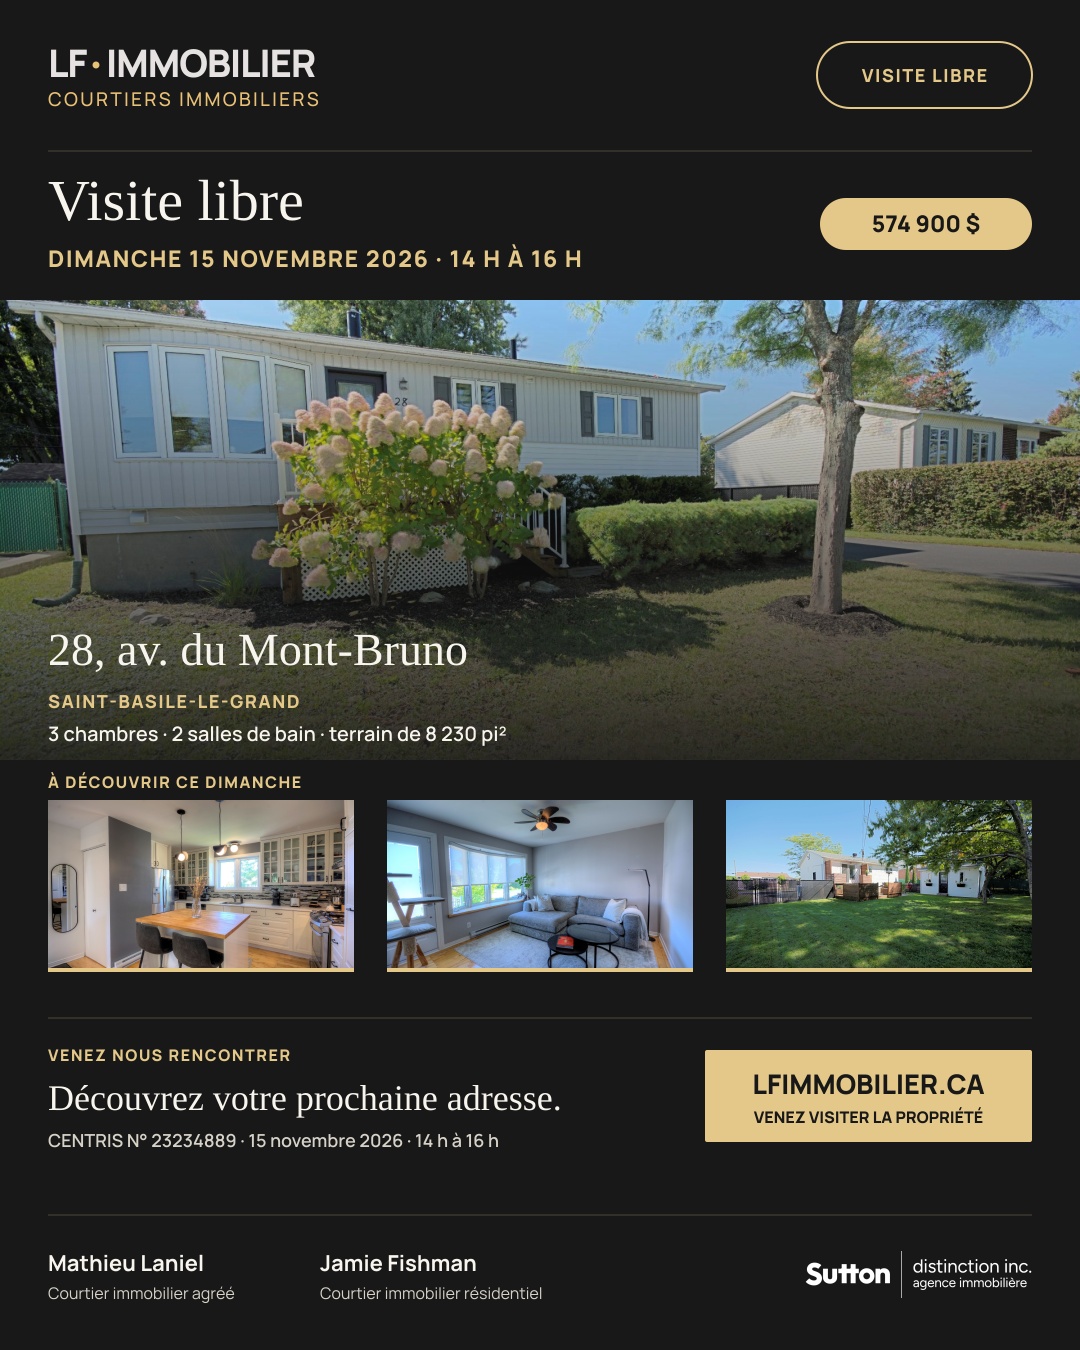 LF·IMMOBILIER
COURTIERS IMMOBILIERS
VISITE LIBRE
Visite libre
574 900 $
DIMANCHE 15 NOVEMBRE 2026 · 14 H À 16 H
28
28, av. du Mont-Bruno
SAINT-BASILE-LE-GRAND
3 chambres · 2 salles de bain · terrain de 8 230 pi²
À DÉCOUVRIR CE DIMANCHE
VENEZ NOUS RENCONTRER
Découvrez votre prochaine adresse.
CENTRIS N° 23234889 · 15 novembre 2026 · 14 h à 16 h
LFIMMOBILIER.CA
VENEZ VISITER LA PROPRIÉTÉ
Mathieu Laniel
Courtier immobilier agréé
Jamie Fishman
Courtier immobilier résidentiel
Sutton
distinction inc.
agence immobilière